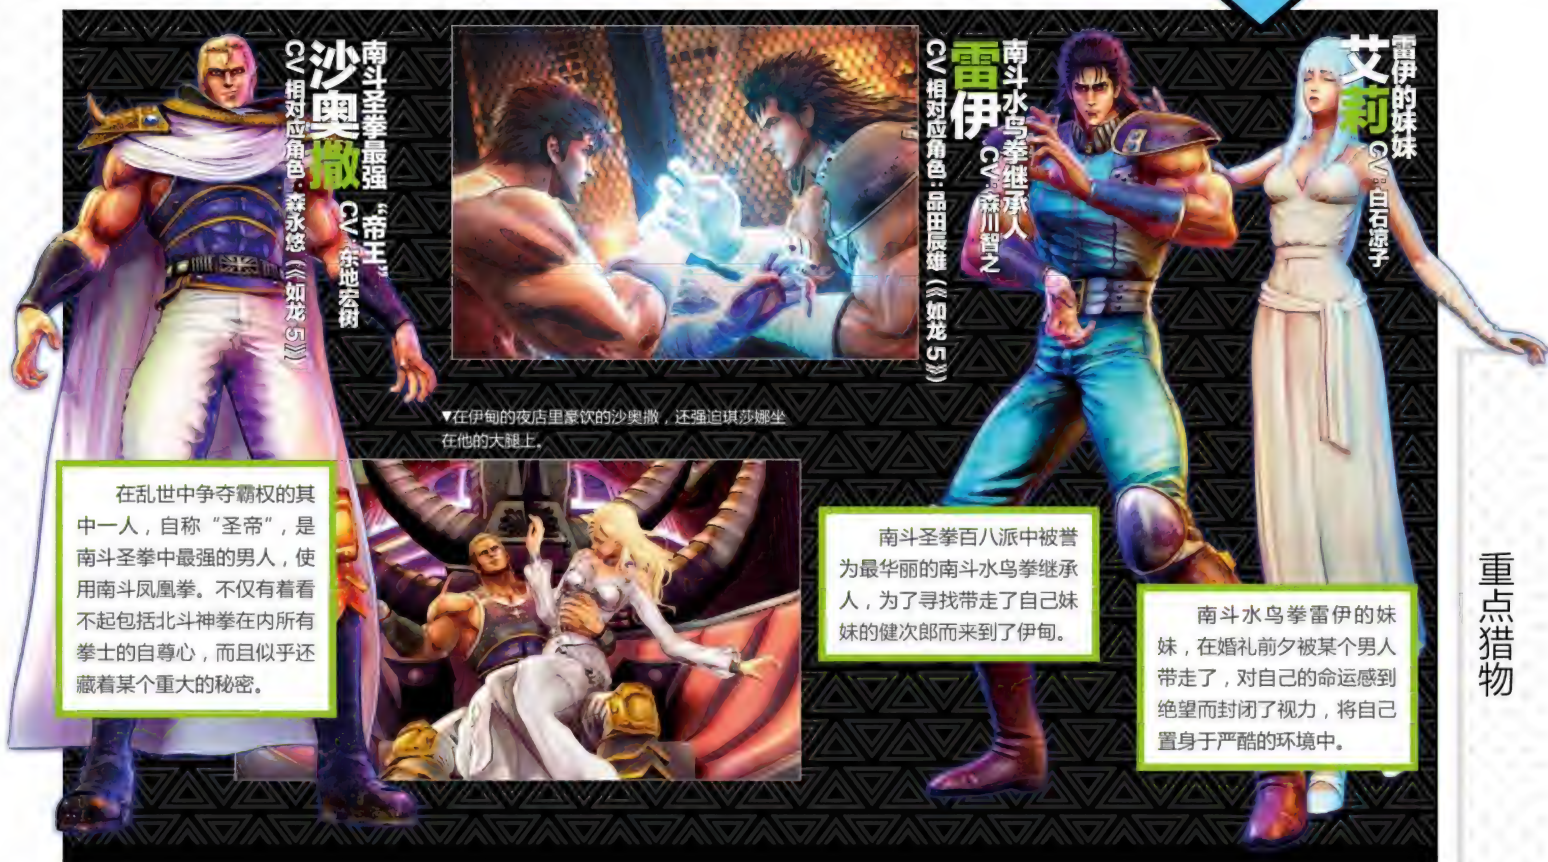 南斗圣拳最强“帝王”
沙奥撒 CV:东地宏树
CV 相对应角色:森永悠(《如龙 5》)
在乱世中争夺霸权的其
中一人,自称“圣帝”,是
南斗圣拳中最强的男人,使
用南斗凤凰拳。不仅有着看
不起包括北斗神拳在内所有
拳士的自尊心,而且似乎还
藏着某个重大的秘密。
▼在伊甸的夜店里豪饮的沙奥撒,还强迫琪莎娜坐
在他的大腿上。
南斗水鸟拳继承人
雷伊 CV:森川智之
CV 相对应角色:品田辰雄(《如龙 5》)
南斗圣拳百八派中被誉
为最华丽的南斗水鸟拳继承
人,为了寻找带走了自己妹
妹的健次郎而来到了伊甸。
雷伊的妹妹
艾莉 CV:白石凉子
南斗水鸟拳雷伊的妹
妹,在婚礼前夕被某个男人
带走了,对自己的命运感到
绝望而封闭了视力,将自己
置身于严酷的环境中。
重点猎物